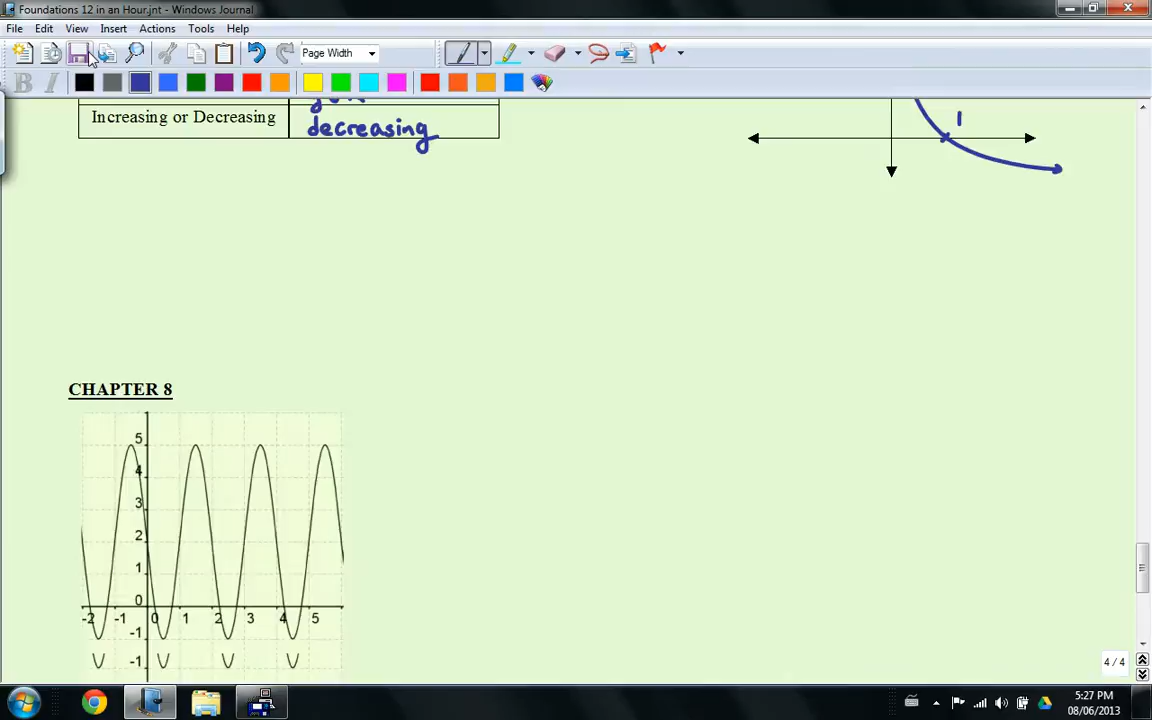 Foundations 12 in an Hour.jnt - Windows Journal
File Edit View Insert Actions Tools Help
Page Width
B I
Increasing or Decreasing
decreasing
1
CHAPTER 8
5
4
3
2
1
0
-2 -1 0 1 2 3 4 5
-1
-1
4 / 4
5:27 PM
08/06/2013